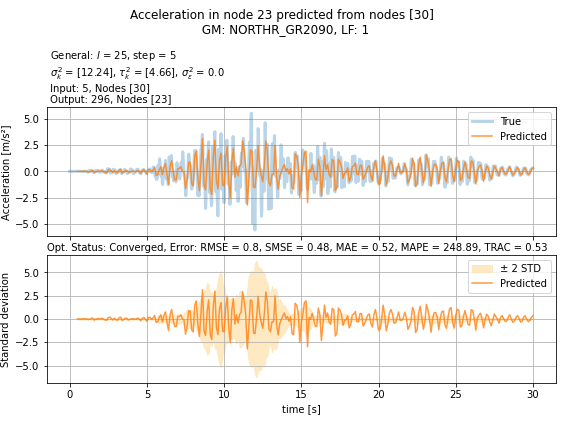 Acceleration in node 23 predicted from nodes [30]
GM: NORTHR_GR2090, LF: 1
General: l = 25, step = 5
σ²ₖ = [12.24], τ²ₖ = [4.66], σ²ε = 0.0
Input: 5, Nodes [30]
Output: 296, Nodes [23]
Acceleration [m/s²]
5.0
2.5
0.0
−2.5
−5.0
True
Predicted
Opt. Status: Converged, Error: RMSE = 0.8, SMSE = 0.48, MAE = 0.52, MAPE = 248.89, TRAC = 0.53
Standard deviation
5.0
2.5
0.0
−2.5
−5.0
± 2 STD
Predicted
0 5 10 15 20 25 30
time [s]